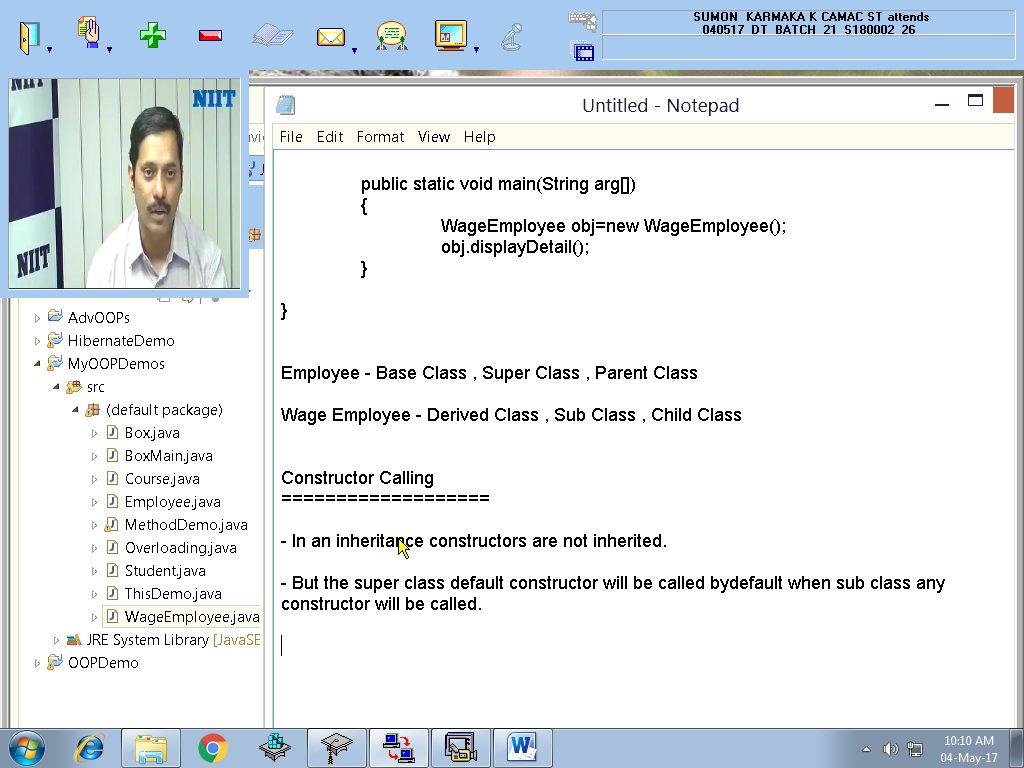 SUMON KARMAKA K CAMAC ST attends
040517 DT BATCH 21 S180002 26
NIIT
NIIT
Untitled - Notepad
File Edit Format View Help
public static void main(String arg[])
{
WageEmployee obj=new WageEmployee();
obj.displayDetail();
}
}
Employee - Base Class , Super Class , Parent Class
Wage Employee - Derived Class , Sub Class , Child Class
Constructor Calling
===================
- In an inheritance constructors are not inherited.
- But the super class default constructor will be called bydefault when sub class any
constructor will be called.
AdvOOPs
HibernateDemo
MyOOPDemos
src
(default package)
Box.java
BoxMain.java
Course.java
Employee.java
MethodDemo.java
Overloading.java
Student.java
ThisDemo.java
WageEmployee.java
JRE System Library [JavaSE
OOPDemo
10:10 AM
04-May-17